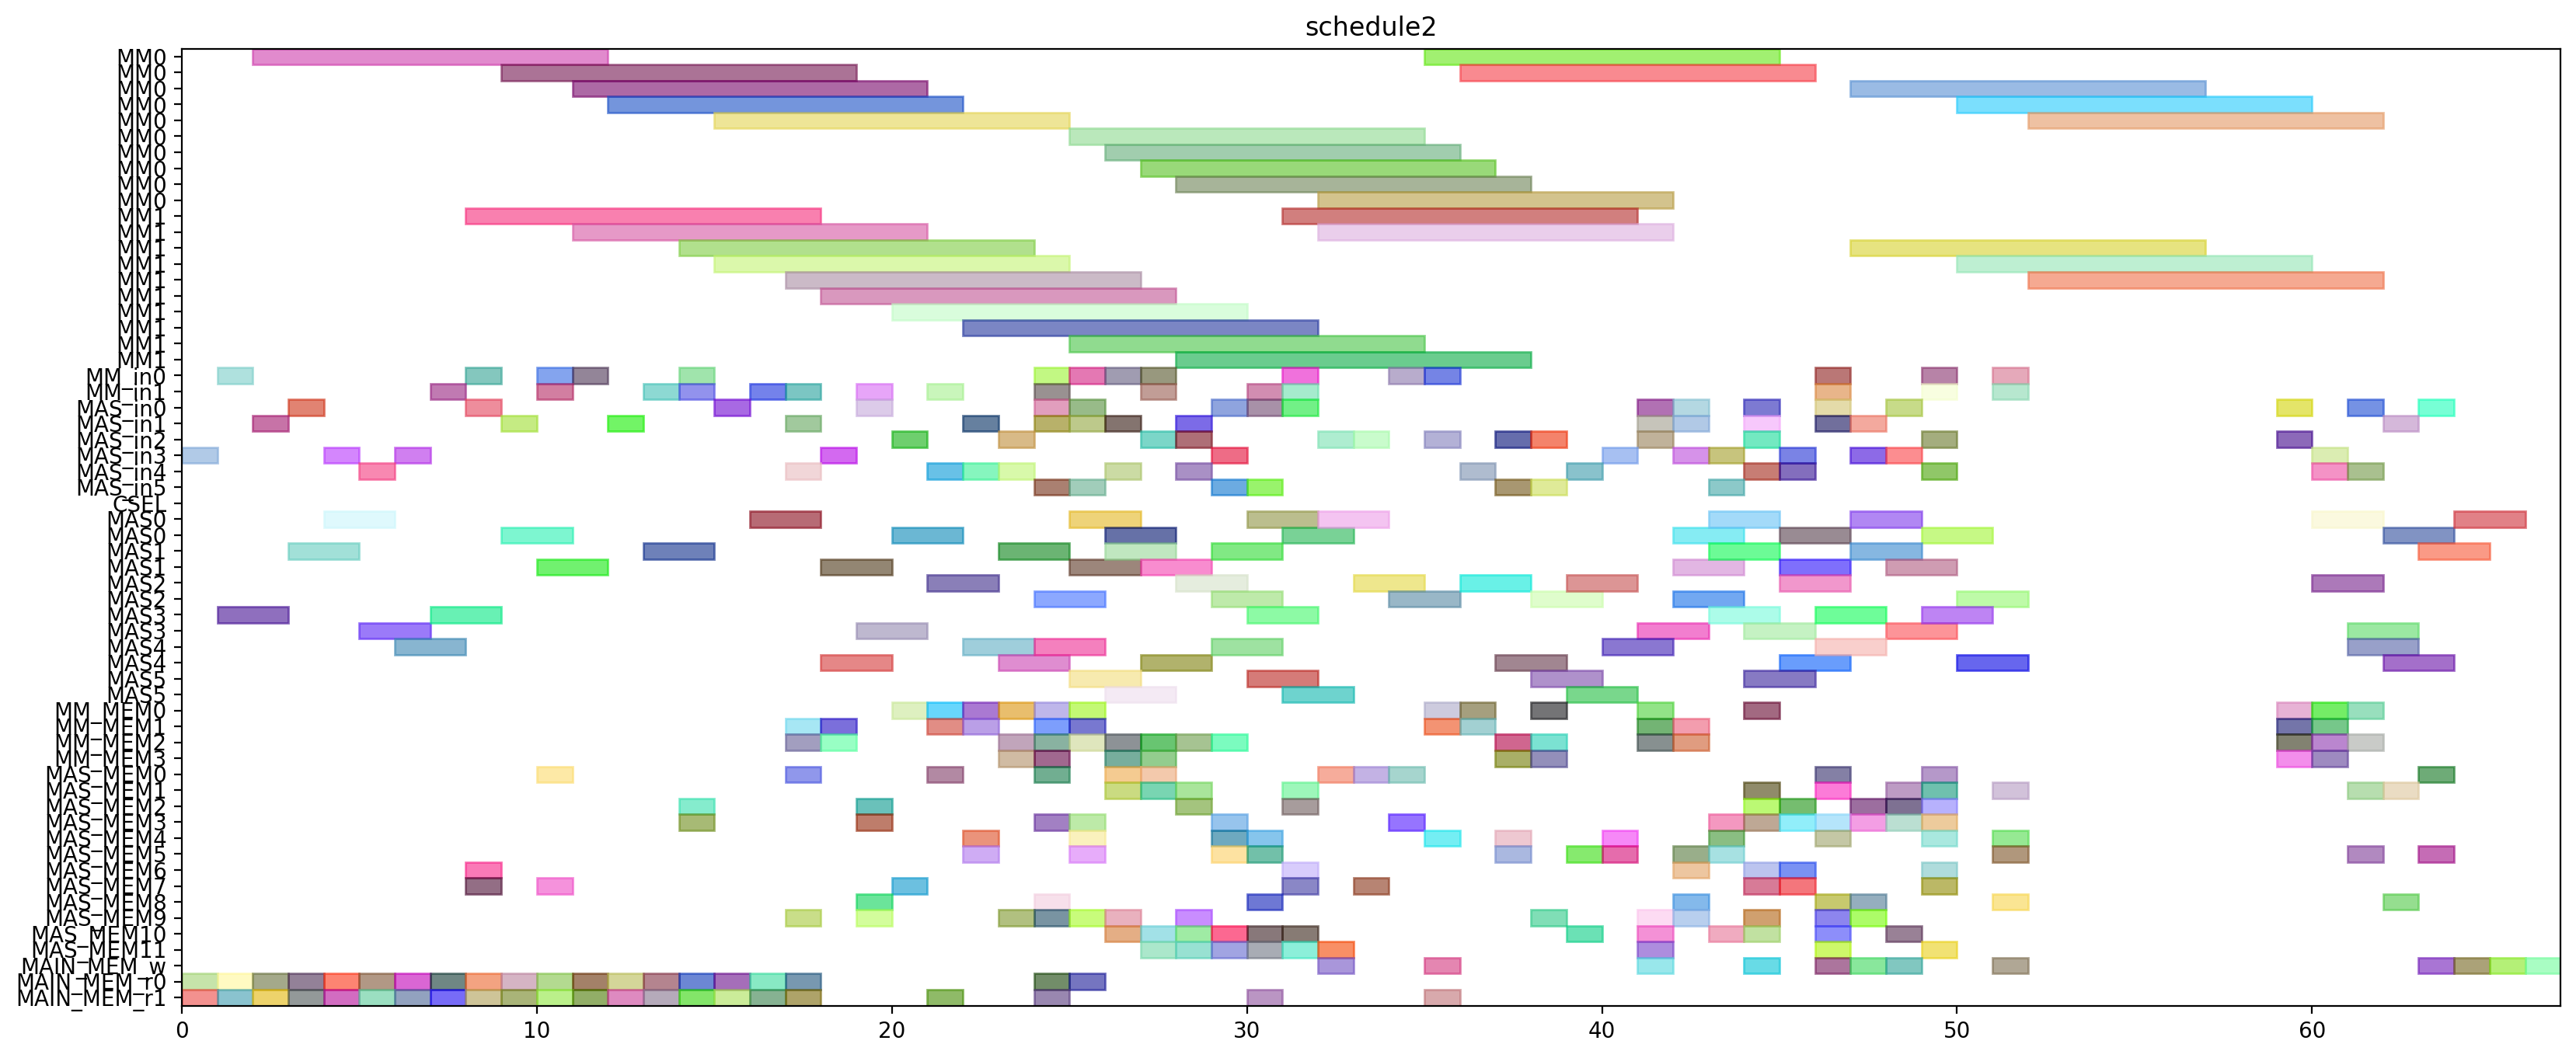 schedule2
MM0
MM0
MM0
MM0
MM0
MM0
MM0
MM0
MM0
MM0
MM1
MM1
MM1
MM1
MM1
MM1
MM1
MM1
MM1
MM1
MM_in0
MM_in1
MAS_in0
MAS_in1
MAS_in2
MAS_in3
MAS_in4
MAS_in5
CSEL
MAS0
MAS0
MAS1
MAS1
MAS2
MAS2
MAS3
MAS3
MAS4
MAS4
MAS5
MAS5
MM_MEM0
MM_MEM1
MM_MEM2
MM_MEM3
MAS_MEM0
MAS_MEM1
MAS_MEM2
MAS_MEM3
MAS_MEM4
MAS_MEM5
MAS_MEM6
MAS_MEM7
MAS_MEM8
MAS_MEM9
MAS_MEM10
MAS_MEM11
MAIN_MEM_w
MAIN_MEM_r0
MAIN_MEM_r1
0 10 20 30 40 50 60